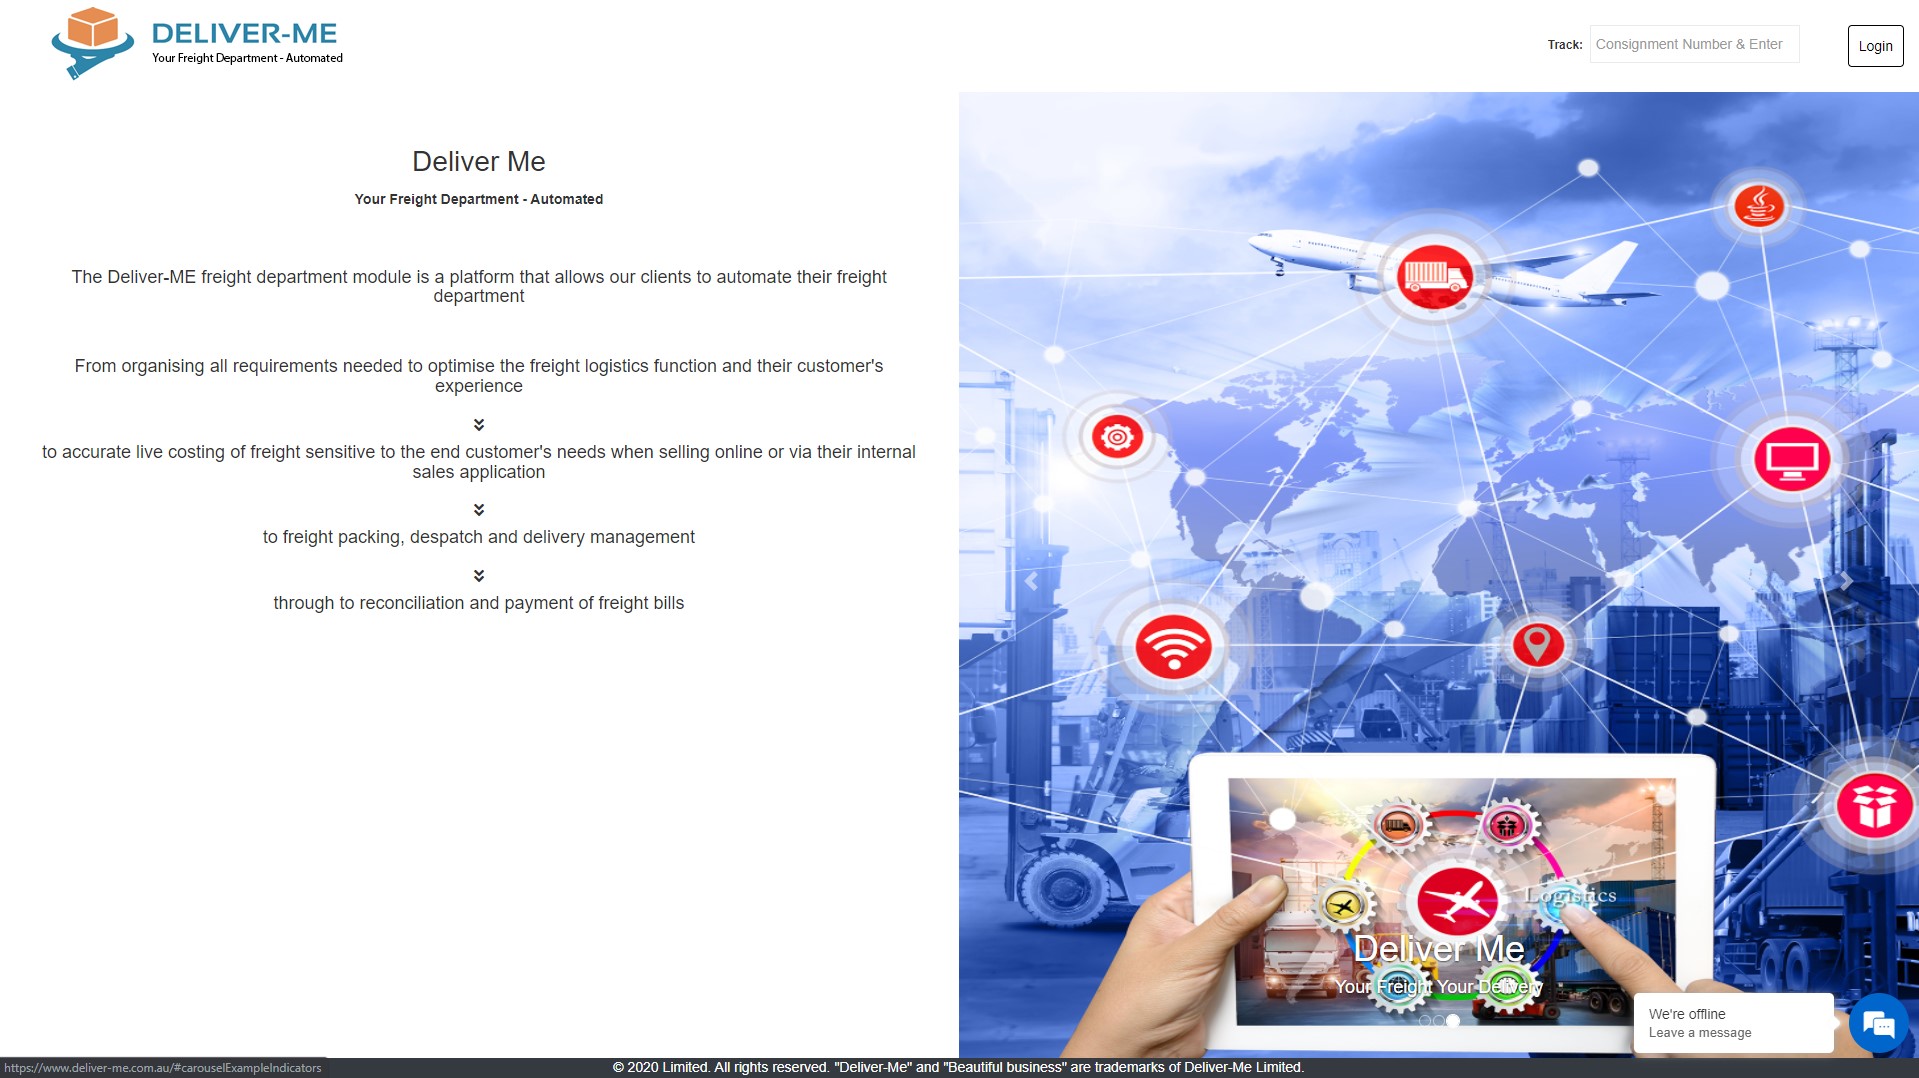 DELIVER-ME
Your Freight Department - Automated
Track:
Consignment Number & Enter
Login
Deliver Me
Your Freight Department - Automated
The Deliver-ME freight department module is a platform that allows our clients to automate their freight
department
From organising all requirements needed to optimise the freight logistics function and their customer's
experience
to accurate live costing of freight sensitive to the end customer's needs when selling online or via their internal
sales application
to freight packing, despatch and delivery management
through to reconciliation and payment of freight bills
Logistics
Deliver Me
Your Freight Your Delivery
We're offline
Leave a message
https://www.deliver-me.com.au/#carouselExampleIndicators
© 2020 Limited. All rights reserved. "Deliver-Me" and "Beautiful business" are trademarks of Deliver-Me Limited.